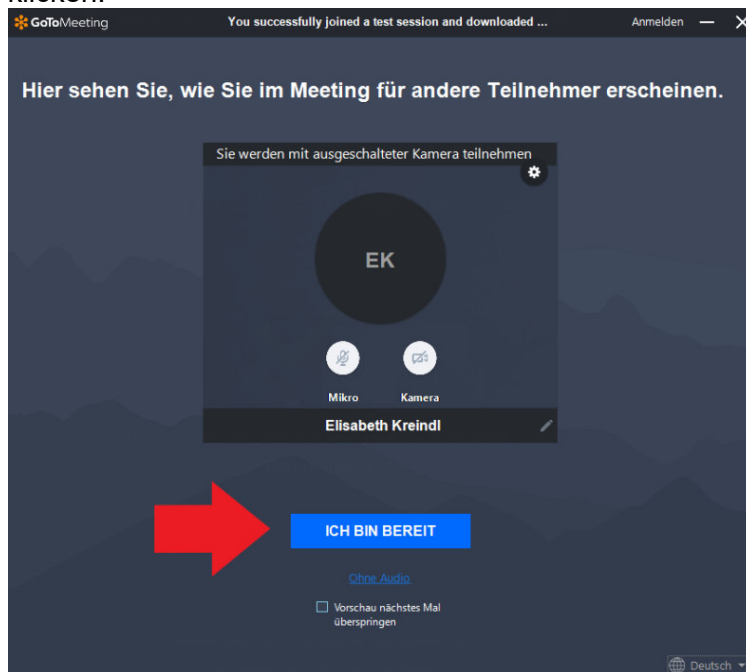 klicken.
GoToMeeting You successfully joined a test session and downloaded ... Anmelden
Hier sehen Sie, wie Sie im Meeting für andere Teilnehmer erscheinen.
Sie werden mit ausgeschalteter Kamera teilnehmen
EK
Mikro Kamera
Elisabeth Kreindl
ICH BIN BEREIT
Ohne Audio
Vorschau nächstes Mal
überspringen
Deutsch